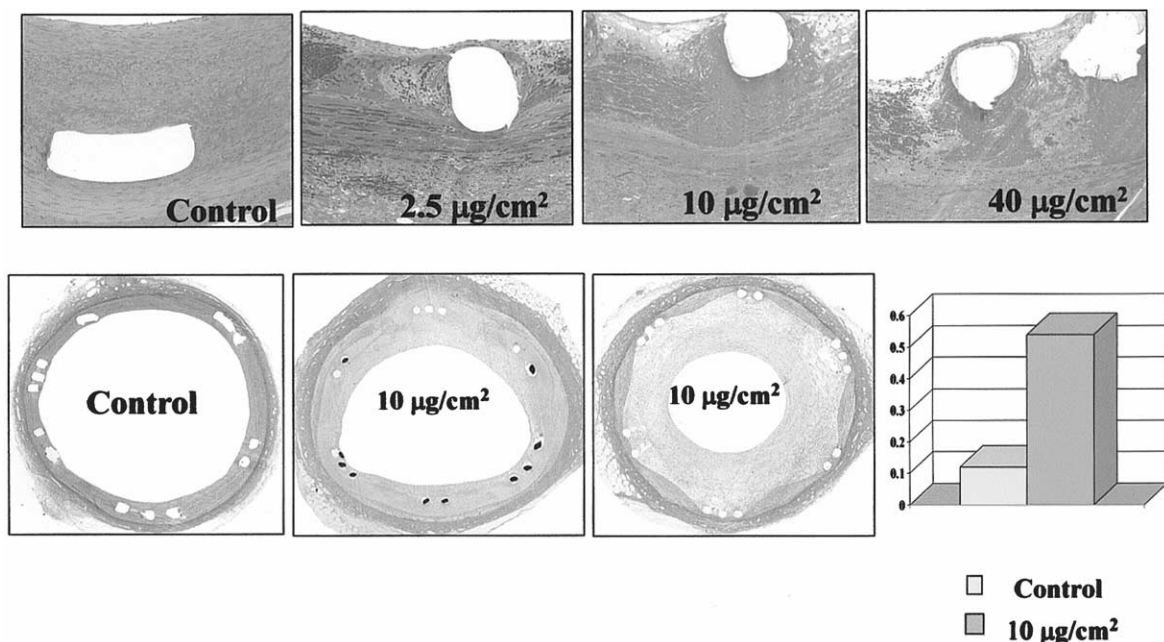 Control
2.5 μg/cm²
10 μg/cm²
40 μg/cm²
Control
10 μg/cm²
10 μg/cm²
0.6
0.5
0.4
0.3
0.2
0.1
0
Control
10 μg/cm²